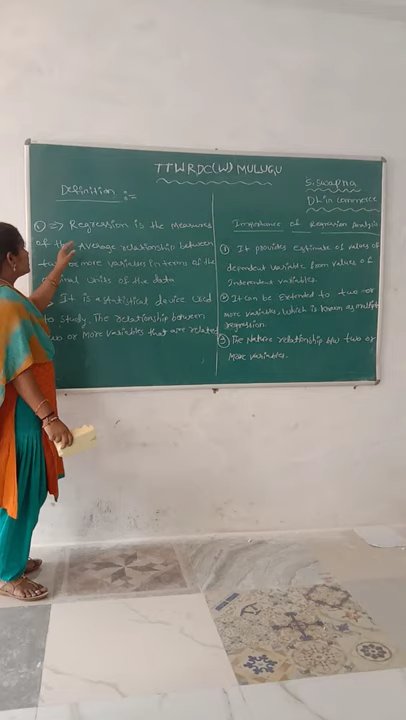 TTWRDC(W) MULUGU
S. Swapna
DL in commerce
Definition :=
=> Regression is the measures
of the average relationship between
two or more variables in terms of the
units of the data
It is a Statistical device used
to study, The relationship between
two or More variables that are related
Importance of Regression Analysis
① It provides estimate of values of
dependent variable from values of
Independent variables.
② It can be Extended to two or
more variables, which is known as multiple
regression.
③ The Nature relationship b/w two or
More variables.